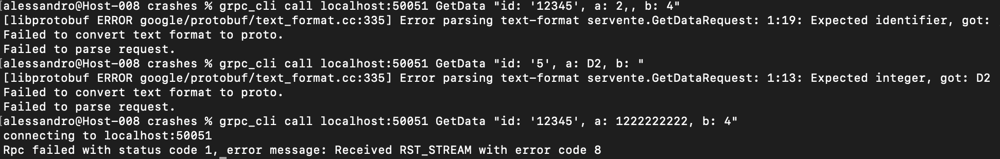 alessandro@Host-008 crashes % grpc_cli call localhost:50051 GetData "id: '12345', a: 2,, b: 4"
[libprotobuf ERROR google/protobuf/text_format.cc:335] Error parsing text-format servente.GetDataRequest: 1:19: Expected identifier, got:
Failed to convert text format to proto.
Failed to parse request.
[alessandro@Host-008 crashes % grpc_cli call localhost:50051 GetData "id: '5', a: D2, b: "
[libprotobuf ERROR google/protobuf/text_format.cc:335] Error parsing text-format servente.GetDataRequest: 1:13: Expected integer, got: D2
Failed to convert text format to proto.
Failed to parse request.
[alessandro@Host-008 crashes % grpc_cli call localhost:50051 GetData "id: '12345', a: 1222222222, b: 4"
connecting to localhost:50051
Rpc failed with status code 1, error message: Received RST_STREAM with error code 8